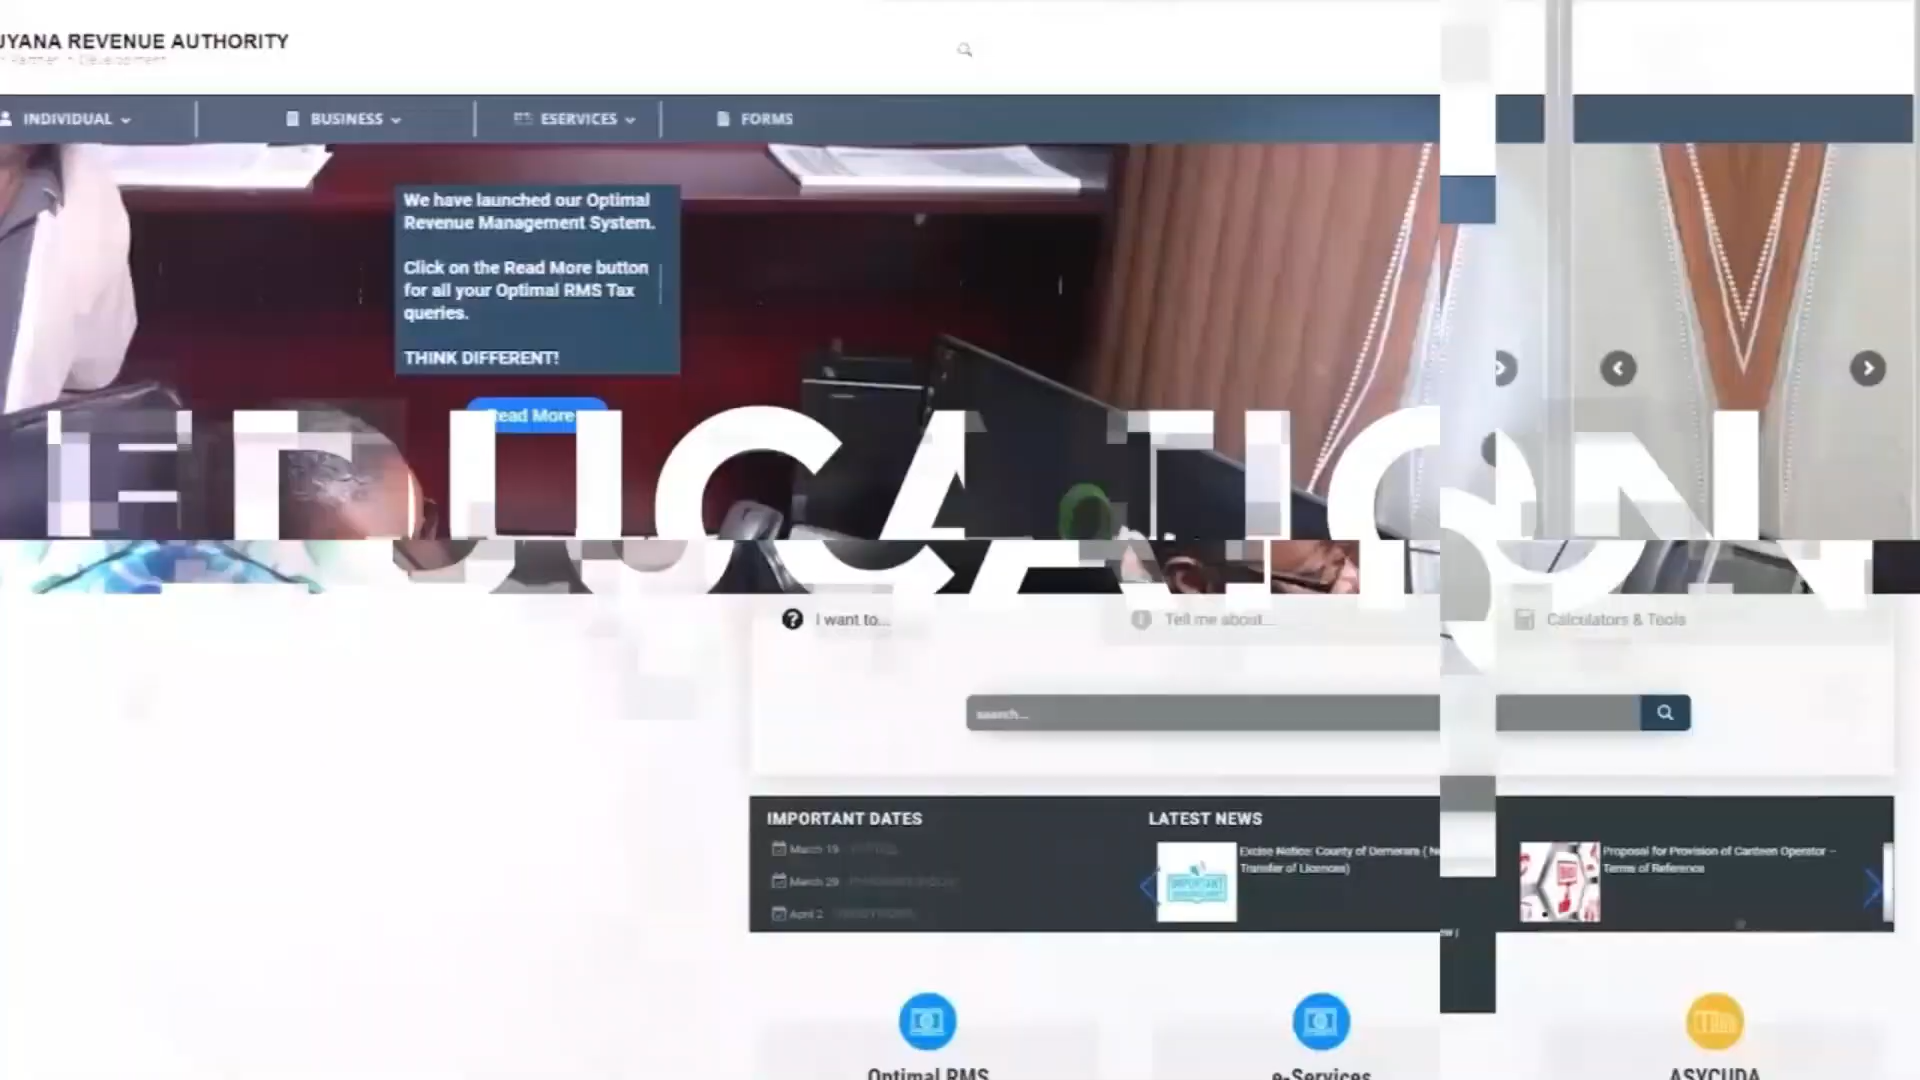 UYANA REVENUE AUTHORITY
INDIVIDUAL
BUSINESS
ESERVICES
FORMS
We have launched our Optimal
Revenue Management System.
Click on the Read More button
for all your Optimal RMS Tax
queries.
THINK DIFFERENT!
Read More
EDUCATION
I want to...
Tell me about...
Calculators & Tools
search...
IMPORTANT DATES
March 19
March 29
April 2
LATEST NEWS
Excise Notice: County of Demerara ( Ne
Transfer of Licences)
IMPORTANT
Proposal for Provision of Canteen Operator –
Terms of Reference
Optimal RMS
e-Services
ASYCUDA